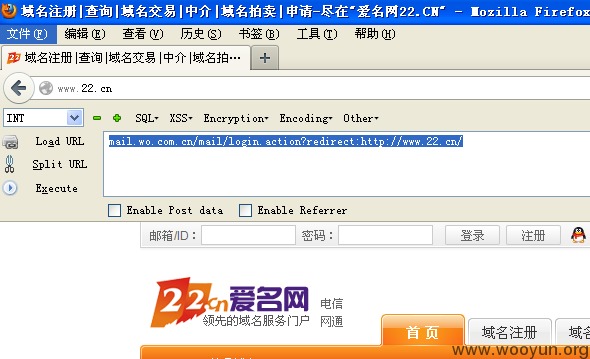 域名注册|查询|域名交易|中介|域名拍卖|申请-尽在"爱名网22.CN" - Mozilla Firefox
文件(F) 编辑(E) 查看(V) 历史(S) 书签(B) 工具(T) 帮助(H)
域名注册|查询|域名交易|中介|域名拍…
www.22.cn
INT SQL XSS Encryption Encoding Other
Load URL
Split URL
Execute
mail.wo.com.cn/mail/login.action?redirect:http://www.22.cn/
Enable Post data Enable Referrer
邮箱/ID: 密码: 登录 注册
22.cn 爱名网 电信
领先的域名服务门户 网通
首 页 域名注册 域名
www.wooyun.org